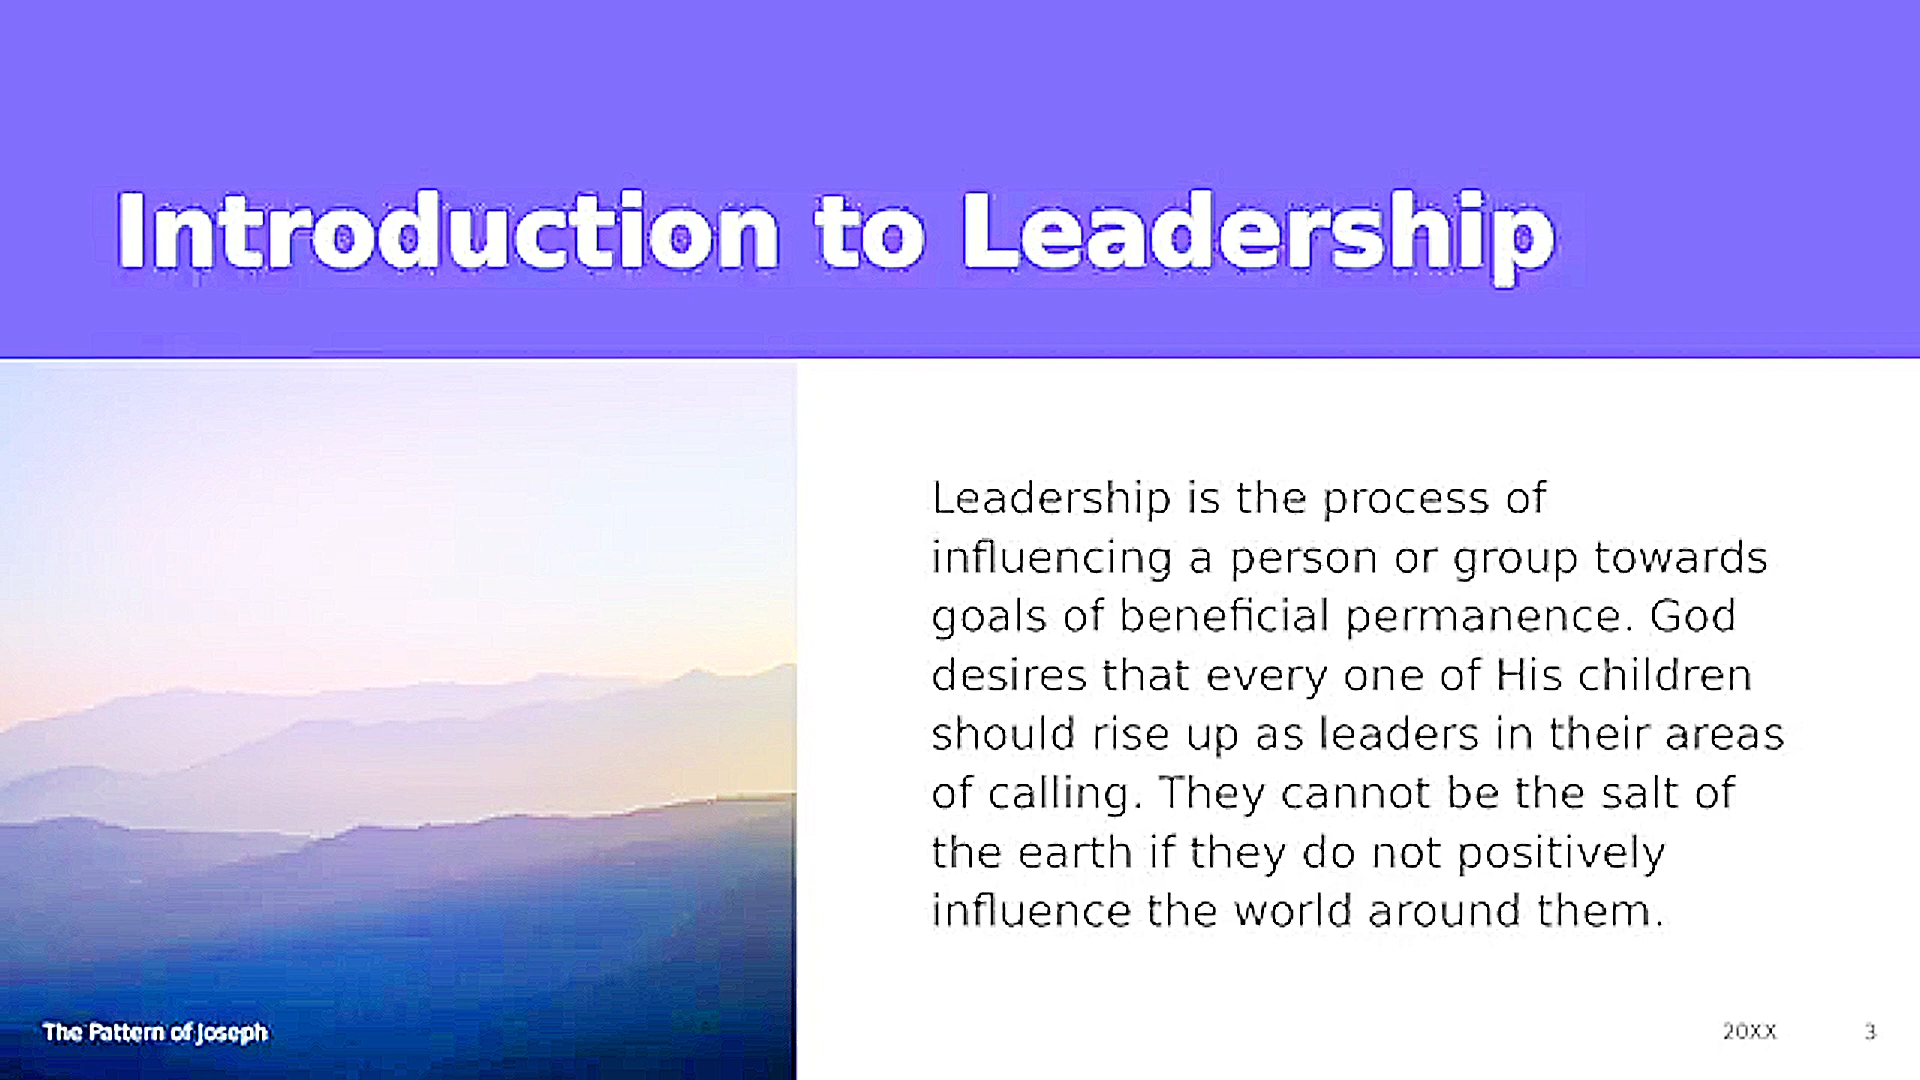 Introduction to Leadership
Leadership is the process of
influencing a person or group towards
goals of beneficial permanence. God
desires that every one of His children
should rise up as leaders in their areas
of calling. They cannot be the salt of
the earth if they do not positively
influence the world around them.
The Pattern of Joseph
20XX
3